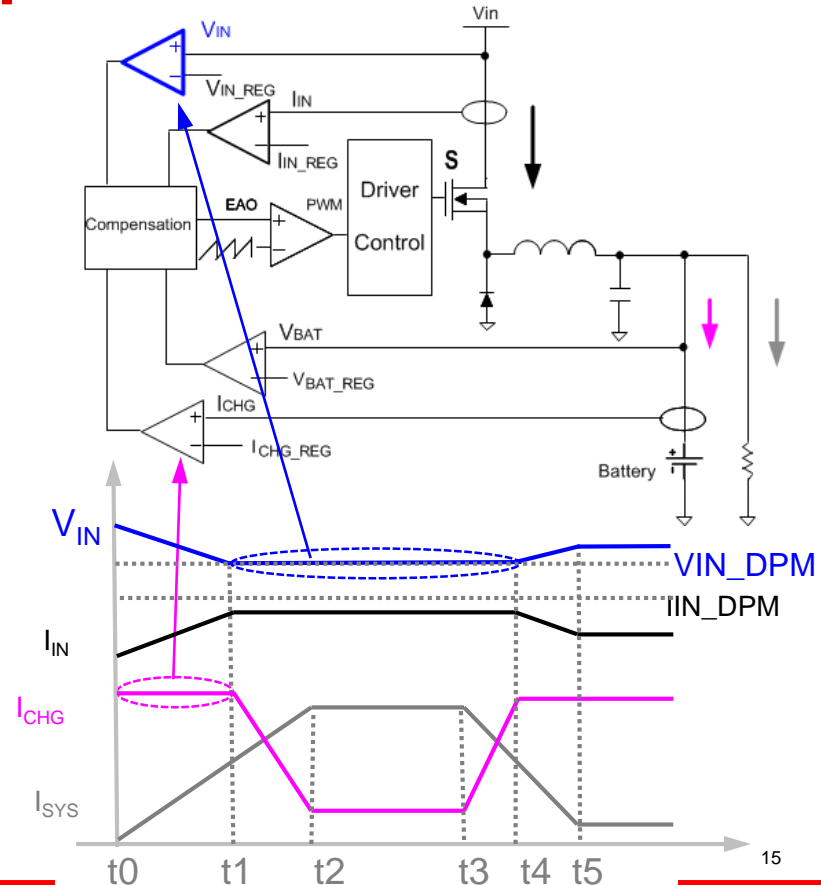 Vin
VIN
VIN_REG
IIN
IIN_REG
S
Driver
Control
EAO
PWM
Compensation
VBAT
VBAT_REG
ICHG
ICHG_REG
Battery
VIN
VIN_DPM
IIN_DPM
IIN
ICHG
ISYS
t0 t1 t2 t3 t4 t5
15